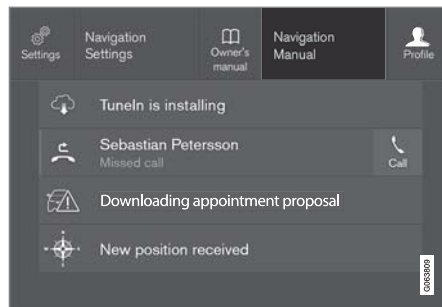 Settings
Navigation
Settings
Owner's
manual
Navigation
Manual
Profile
TuneIn is installing
Sebastian Petersson
Missed call
Call
Downloading appointment proposal
New position received
G063809